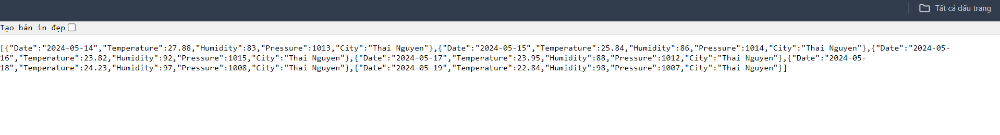 Tất cả dấu trang
Tạo bản in đẹp
[{"Date":"2024-05-14","Temperature":27.88,"Humidity":83,"Pressure":1013,"City":"Thai Nguyen"},{"Date":"2024-05-15","Temperature":25.84,"Humidity":86,"Pressure":1014,"City":"Thai Nguyen"},{"Date":"2024-05-
16","Temperature":23.82,"Humidity":92,"Pressure":1015,"City":"Thai Nguyen"},{"Date":"2024-05-17","Temperature":23.95,"Humidity":88,"Pressure":1012,"City":"Thai Nguyen"},{"Date":"2024-05-
18","Temperature":24.23,"Humidity":97,"Pressure":1008,"City":"Thai Nguyen"},{"Date":"2024-05-19","Temperature":22.84,"Humidity":98,"Pressure":1007,"City":"Thai Nguyen"}]